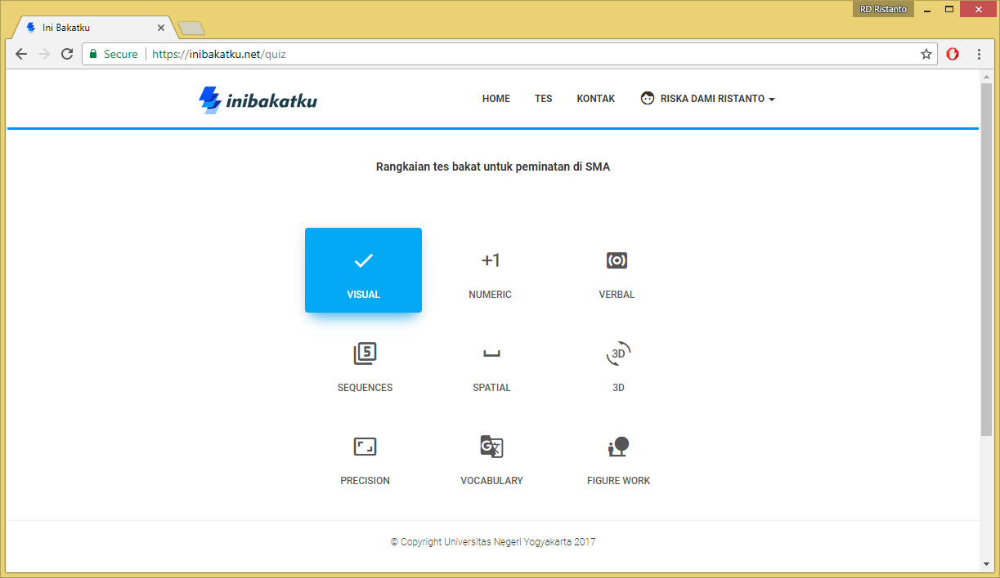 RD Ristanto
Ini Bakatku
Secure https://inibakatku.net/quiz
inibakatku HOME TES KONTAK RISKA DAMI RISTANTO
Rangkaian tes bakat untuk peminatan di SMA
+1
VISUAL NUMERIC VERBAL
5 3D
SEQUENCES SPATIAL 3D
G 文
PRECISION VOCABULARY FIGURE WORK
© Copyright Universitas Negeri Yogyakarta 2017